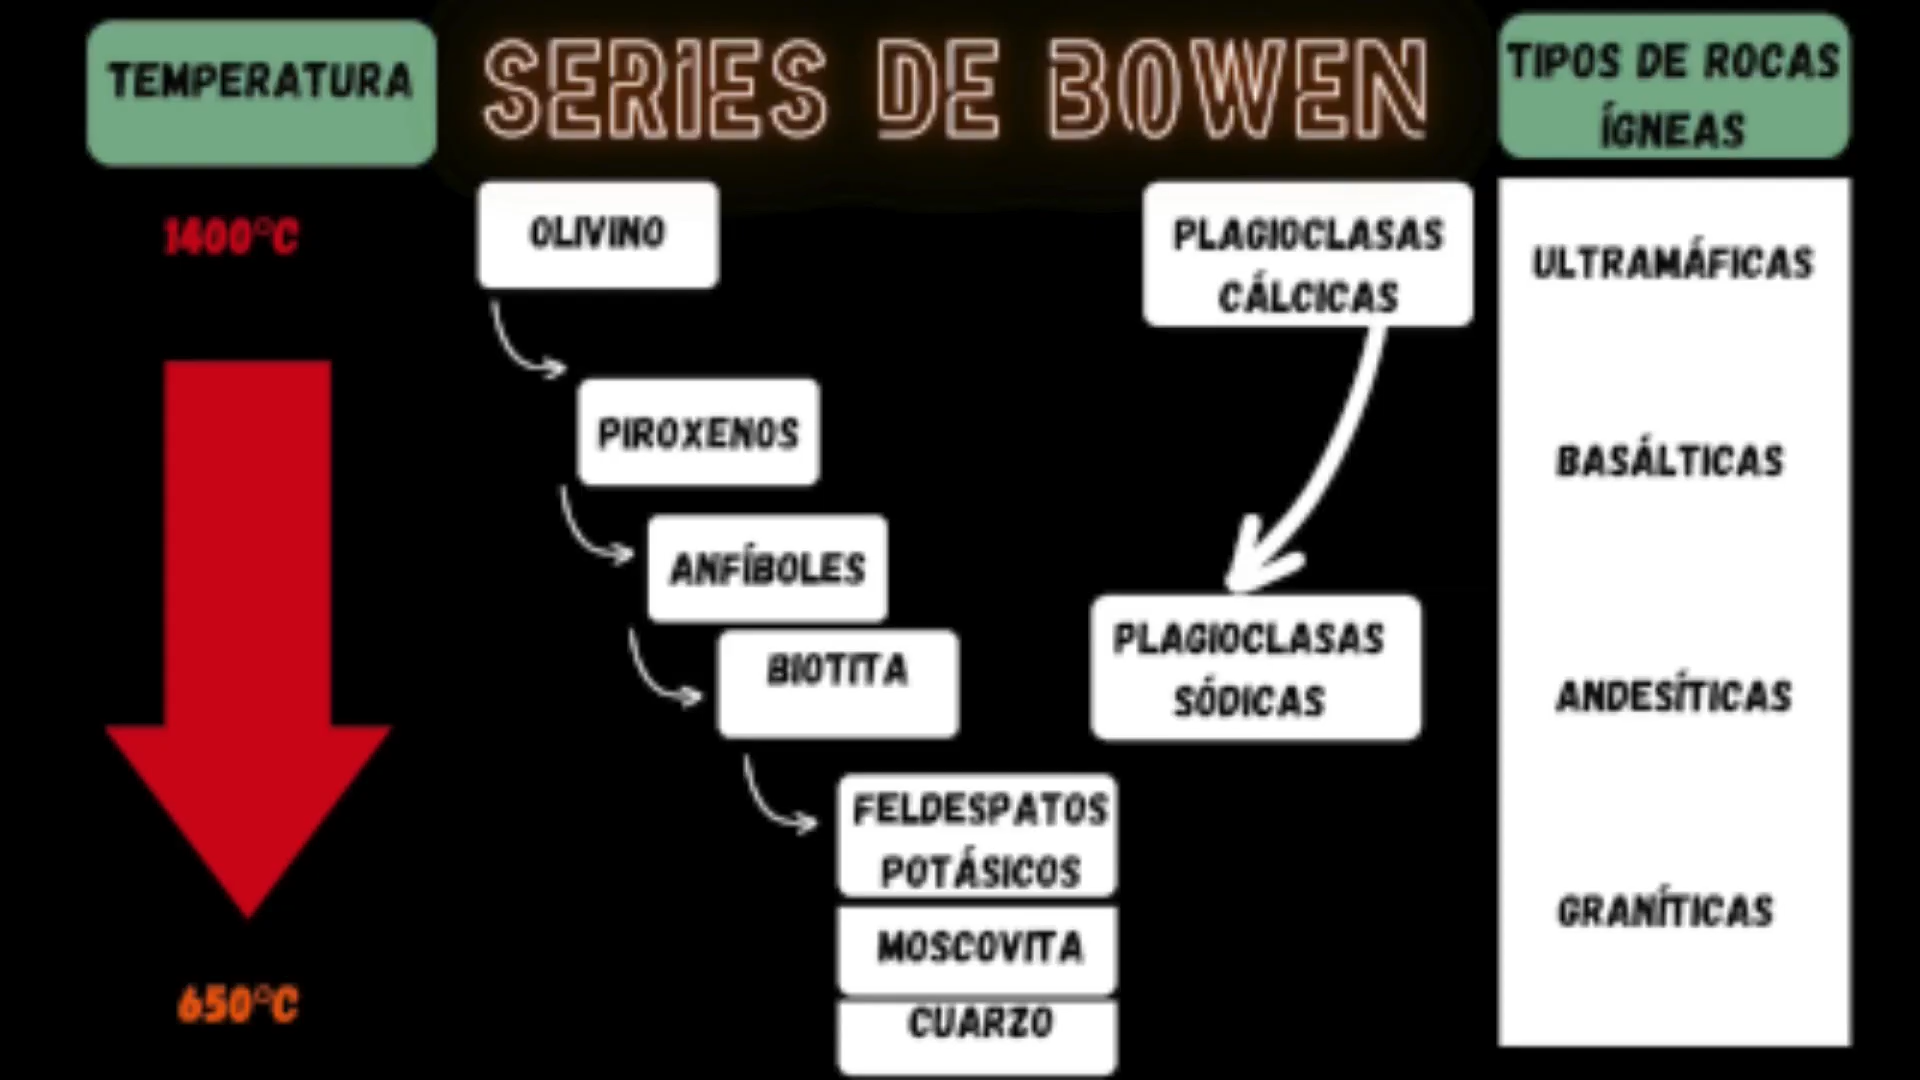 TEMPERATURA
SERIES DE BOWEN
TIPOS DE ROCAS
ÍGNEAS
1400°C
OLIVINO
PLAGIOCLASAS
CÁLCICAS
ULTRAMÁFICAS
PIROXENOS
BASÁLTICAS
ANFÍBOLES
BIOTITA
PLAGIOCLASAS
SÓDICAS
ANDESÍTICAS
FELDESPATOS
POTÁSICOS
MOSCOVITA
GRANÍTICAS
650°C
CUARZO